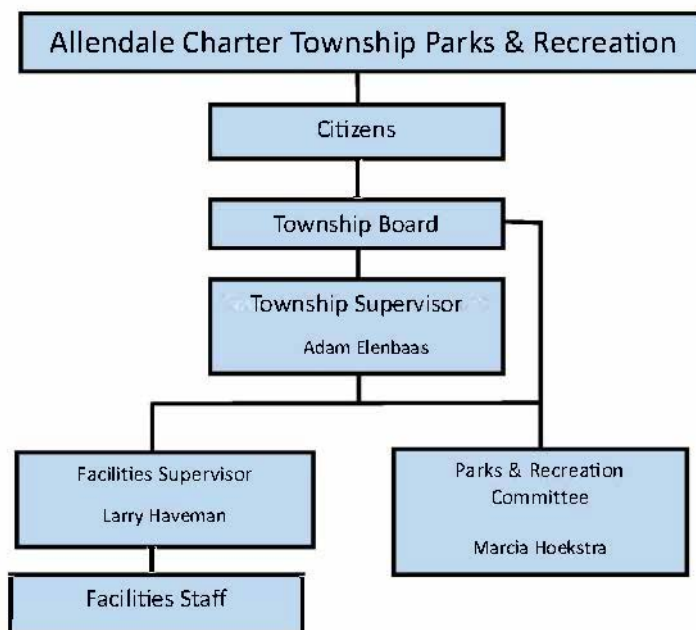 Allendale Charter Township Parks & Recreation
Citizens
Township Board
Township Supervisor
Adam Elenbaas
Facilities Supervisor
Larry Haveman
Parks & Recreation
Committee
Marcia Hoekstra
Facilities Staff